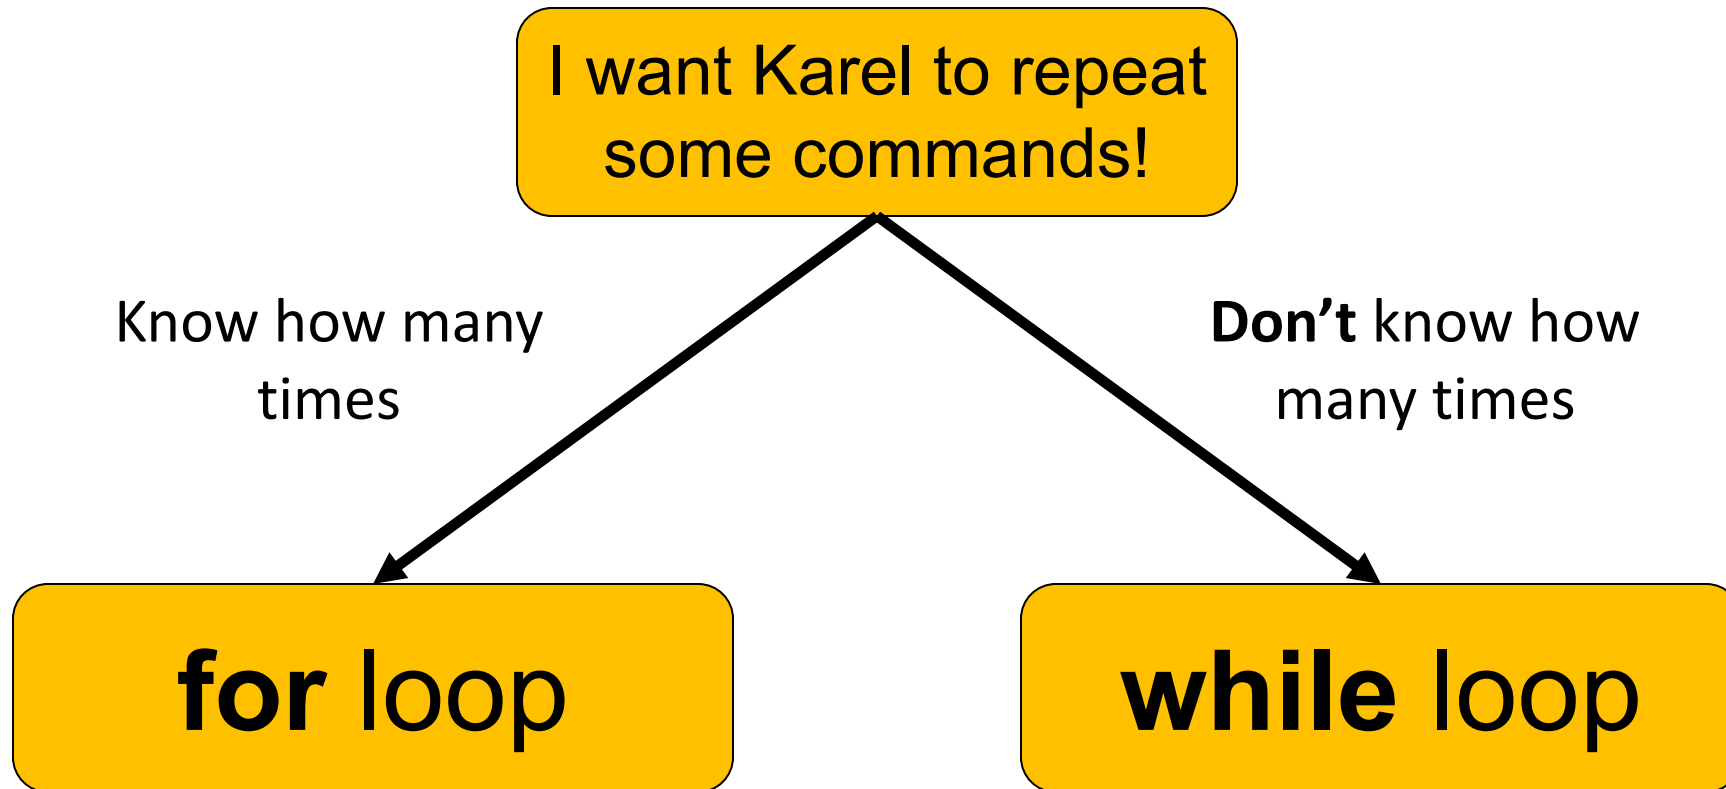 I want Karel to repeat
some commands!
Know how many
times
Don’t know how
many times
for loop
while loop